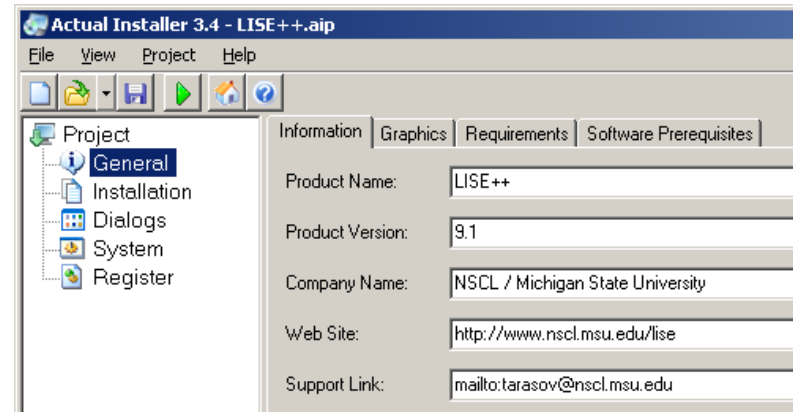 Actual Installer 3.4 - LISE++.aip
File View Project Help
Project
General
Installation
Dialogs
System
Register
Information Graphics Requirements Software Prerequisites
Product Name: LISE++
Product Version: 9.1
Company Name: NSCL / Michigan State University
Web Site: http://www.nscl.msu.edu/lise
Support Link: mailto:tarasov@nscl.msu.edu